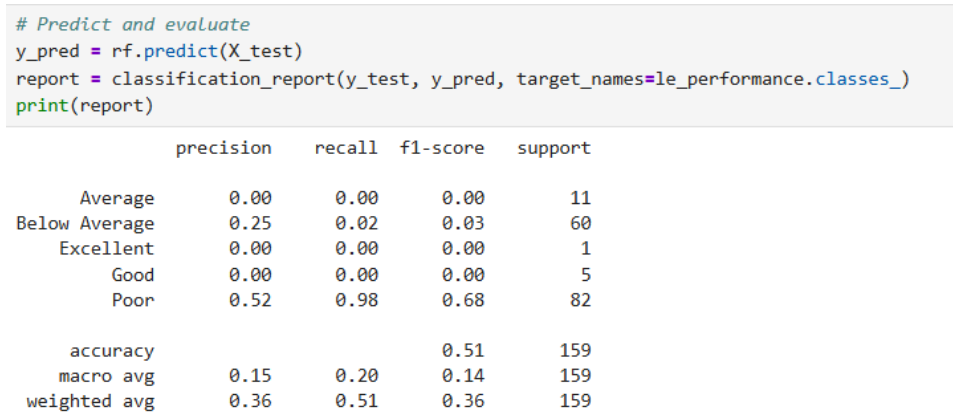 # Predict and evaluate
y_pred = rf.predict(X_test)
report = classification_report(y_test, y_pred, target_names=le_performance.classes_)
print(report)
precision recall f1-score support
Average 0.00 0.00 0.00 11
Below Average 0.25 0.02 0.03 60
Excellent 0.00 0.00 0.00 1
Good 0.00 0.00 0.00 5
Poor 0.52 0.98 0.68 82
accuracy 0.51 159
macro avg 0.15 0.20 0.14 159
weighted avg 0.36 0.51 0.36 159